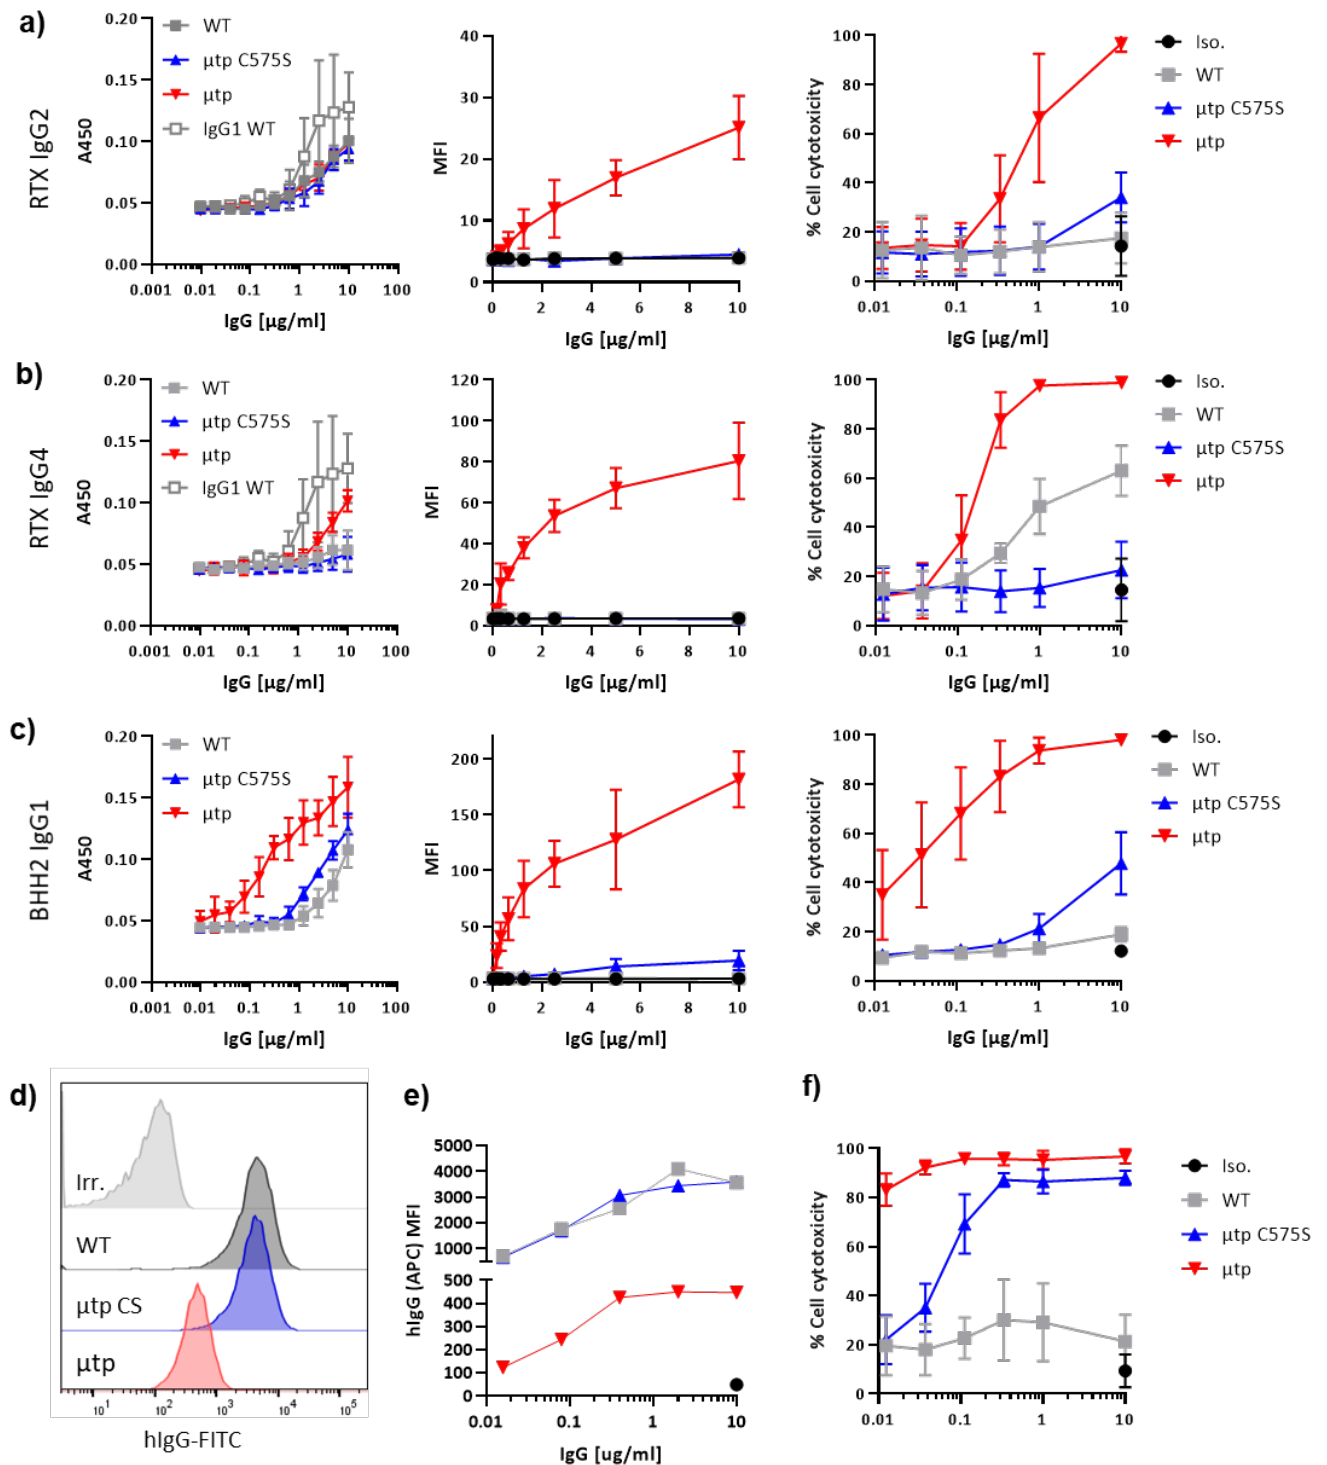 a)
RTX IgG2
A450
0.20
0.15
0.10
0.05
0.00
WT
µtp C575S
µtp
IgG1 WT
0.001 0.01 0.1 1 10 100
IgG [µg/ml]
MFI
40
30
20
10
0
0 2 4 6 8 10
IgG [µg/ml]
% Cell cytotoxicity
100
80
60
40
20
0
0.01 0.1 1 10
IgG [µg/ml]
Iso.
WT
µtp C575S
µtp
b)
RTX IgG4
A450
0.20
0.15
0.10
0.05
0.00
WT
µtp C575S
µtp
IgG1 WT
0.001 0.01 0.1 1 10 100
IgG [µg/ml]
MFI
120
100
80
60
40
20
0
0 2 4 6 8 10
IgG [µg/ml]
% Cell cytotoxicity
100
80
60
40
20
0
0.01 0.1 1 10
IgG [µg/ml]
Iso.
WT
µtp C575S
µtp
c)
BHH2 IgG1
A450
0.20
0.15
0.10
0.05
0.00
WT
µtp C575S
µtp
0.001 0.01 0.1 1 10 100
IgG [µg/ml]
MFI
200
150
100
50
0
0 2 4 6 8 10
IgG [µg/ml]
% Cell cytotoxicity
100
80
60
40
20
0
0.01 0.1 1 10
IgG [µg/ml]
Iso.
WT
µtp C575S
µtp
d)
Irr.
WT
µtp CS
µtp
10¹ 10² 10³ 10⁴ 10⁵
hIgG-FITC
e)
hIgG (APC) MFI
5000
4000
3000
2000
1000
500
400
300
200
100
0
0.01 0.1 1 10
IgG [ug/ml]
f)
% Cell cytotoxicity
100
80
60
40
20
0
0.01 0.1 1 10
Iso.
WT
µtp C575S
µtp